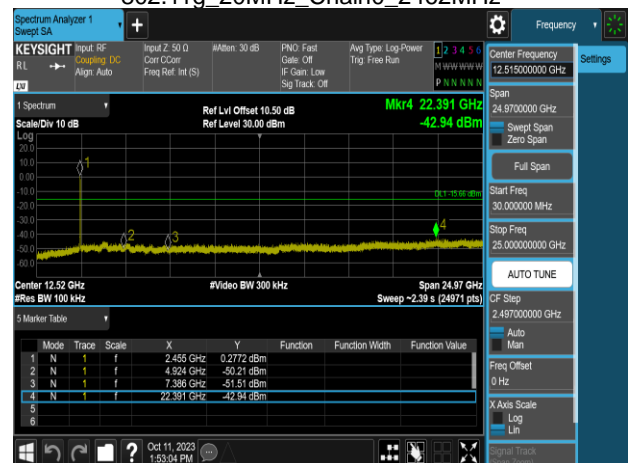 802.11g_20MHz_Chain0_2462MHz
Spectrum Analyzer 1
Swept SA
Frequency
KEYSIGHT
RL
LXI
Input: RF
Coupling: DC
Align: Auto
Input Z: 50 Ω
Corr CCorr
Freq Ref: Int (S)
#Atten: 30 dB
PNO: Fast
Gate: Off
IF Gain: Low
Sig Track: Off
Avg Type: Log-Power
Trig: Free Run
1 2 3 4 5 6
M W W W W W
P N N N N N
Center Frequency
12.515000000 GHz
Settings
Span
24.9700000 GHz
Swept Span
Zero Span
Full Span
Start Freq
30.000000 MHz
Stop Freq
25.000000000 GHz
AUTO TUNE
CF Step
2.497000000 GHz
Auto
Man
Freq Offset
0 Hz
X Axis Scale
Log
Lin
Signal Track
1 Spectrum
Scale/Div 10 dB
Ref Lvl Offset 10.50 dB
Ref Level 30.00 dBm
Mkr4 22.391 GHz
-42.94 dBm
Log
20.0
10.0
0.00
-10.0
-20.0
-30.0
-40.0
-50.0
-60.0
1
2
3
4
DL1 -15.66 dBm
Center 12.52 GHz
#Res BW 100 kHz
#Video BW 300 kHz
Span 24.97 GHz
Sweep ~2.39 s (24971 pts)
5 Marker Table
Mode Trace Scale X Y Function Function Width Function Value
1 N 1 f 2.455 GHz 0.2772 dBm
2 N 1 f 4.924 GHz -50.21 dBm
3 N 1 f 7.386 GHz -51.51 dBm
4 N 1 f 22.391 GHz -42.94 dBm
5
6
Oct 11, 2023
1:53:04 PM